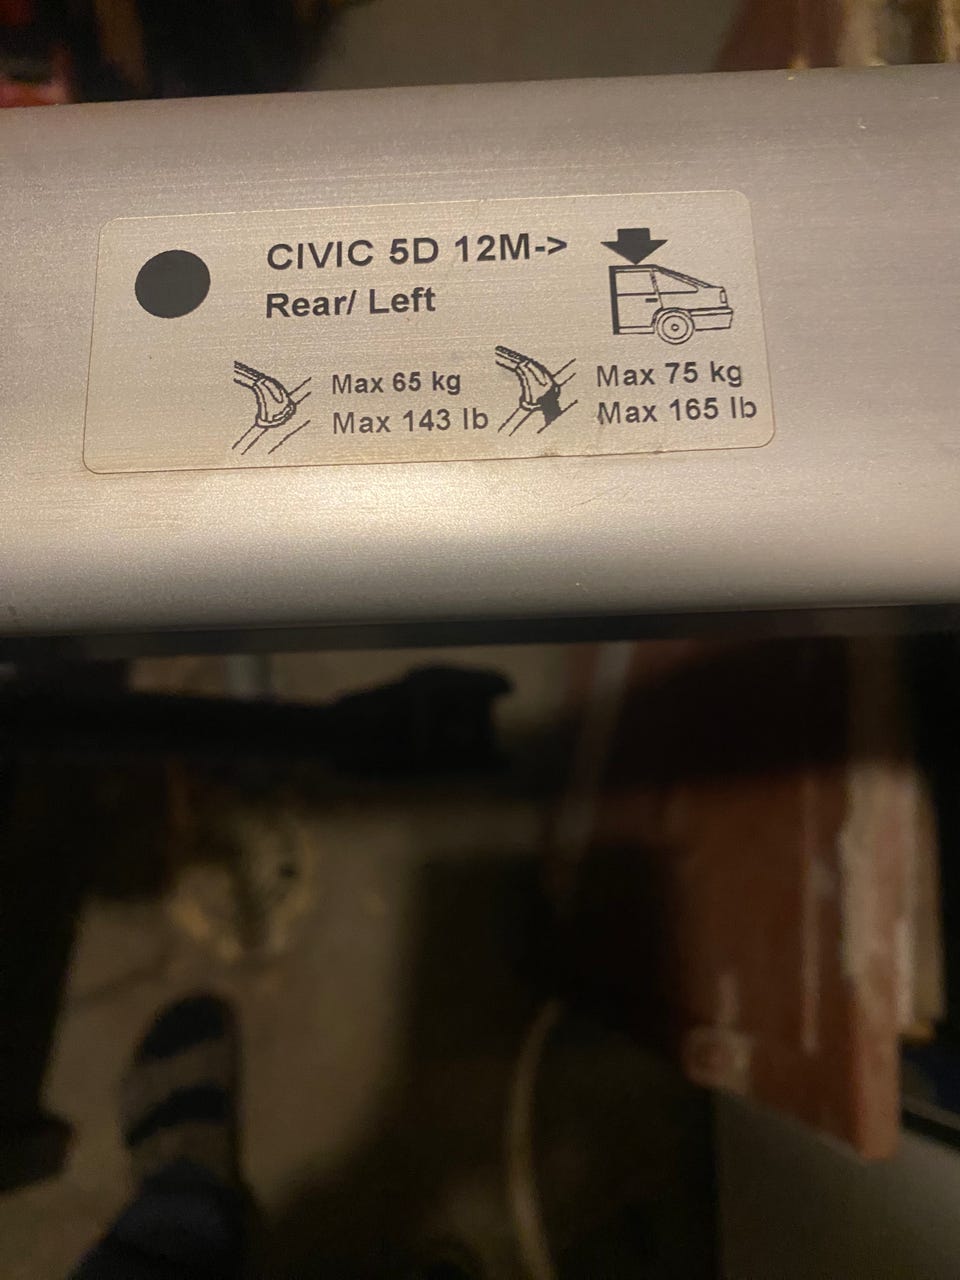 CIVIC 5D 12M->
Rear/ Left
Max 65 kg
Max 143 lb
Max 75 kg
Max 165 lb